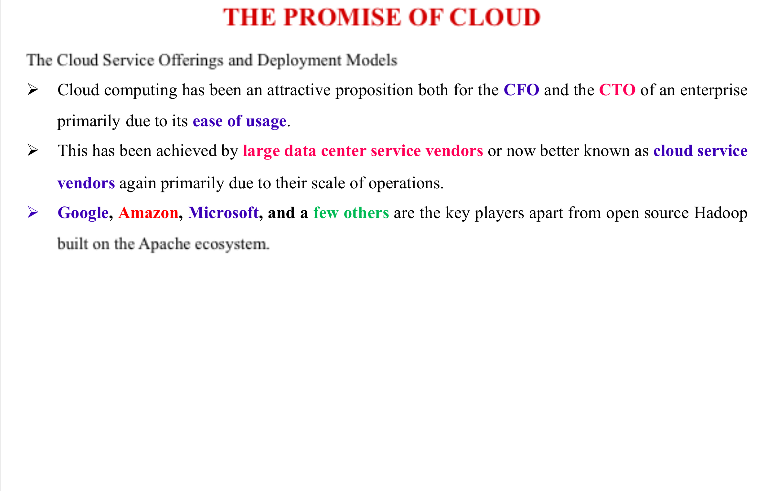 THE PROMISE OF CLOUD
The Cloud Service Offerings and Deployment Models
➢ Cloud computing has been an attractive proposition both for the CFO and the CTO of an enterprise
primarily due to its ease of usage.
➢ This has been achieved by large data center service vendors or now better known as cloud service
vendors again primarily due to their scale of operations.
➢ Google, Amazon, Microsoft, and a few others are the key players apart from open source Hadoop
built on the Apache ecosystem.